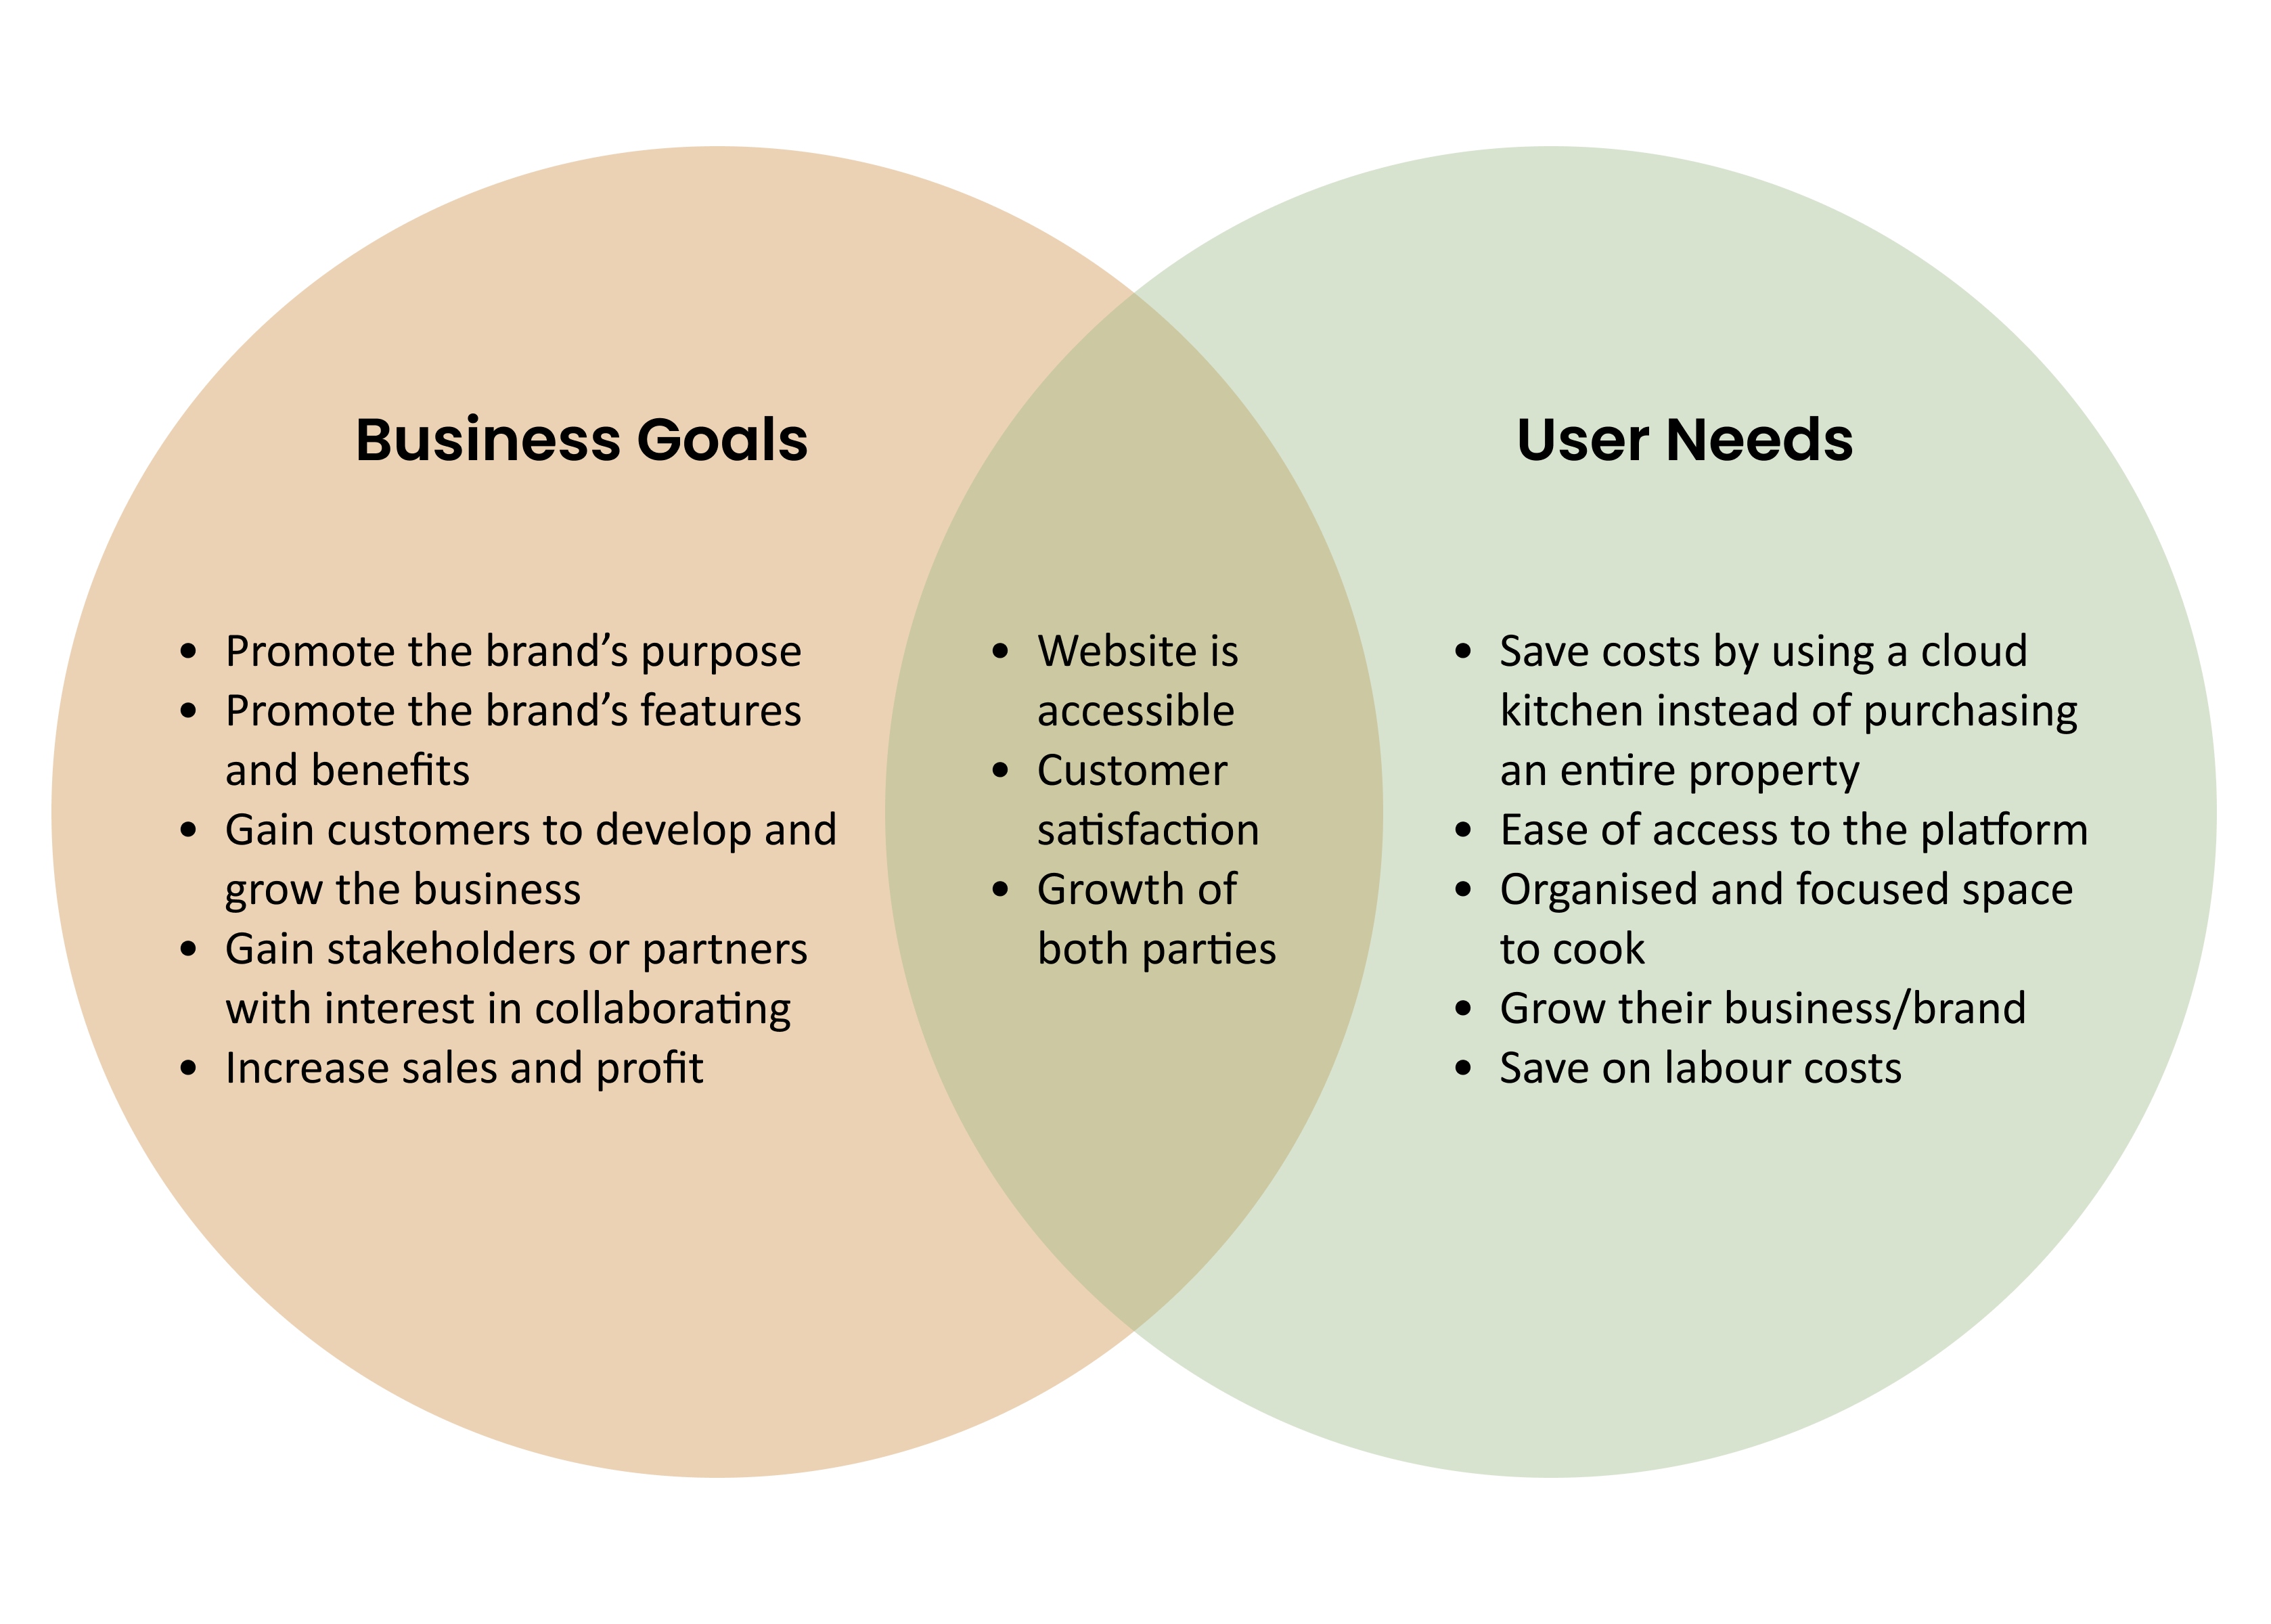 Business Goals
• Promote the brand’s purpose
• Promote the brand’s features
and benefits
• Gain customers to develop and
grow the business
• Gain stakeholders or partners
with interest in collaborating
• Increase sales and profit
• Website is
accessible
• Customer
satisfaction
• Growth of
both parties
User Needs
• Save costs by using a cloud
kitchen instead of purchasing
an entire property
• Ease of access to the platform
• Organised and focused space
to cook
• Grow their business/brand
• Save on labour costs